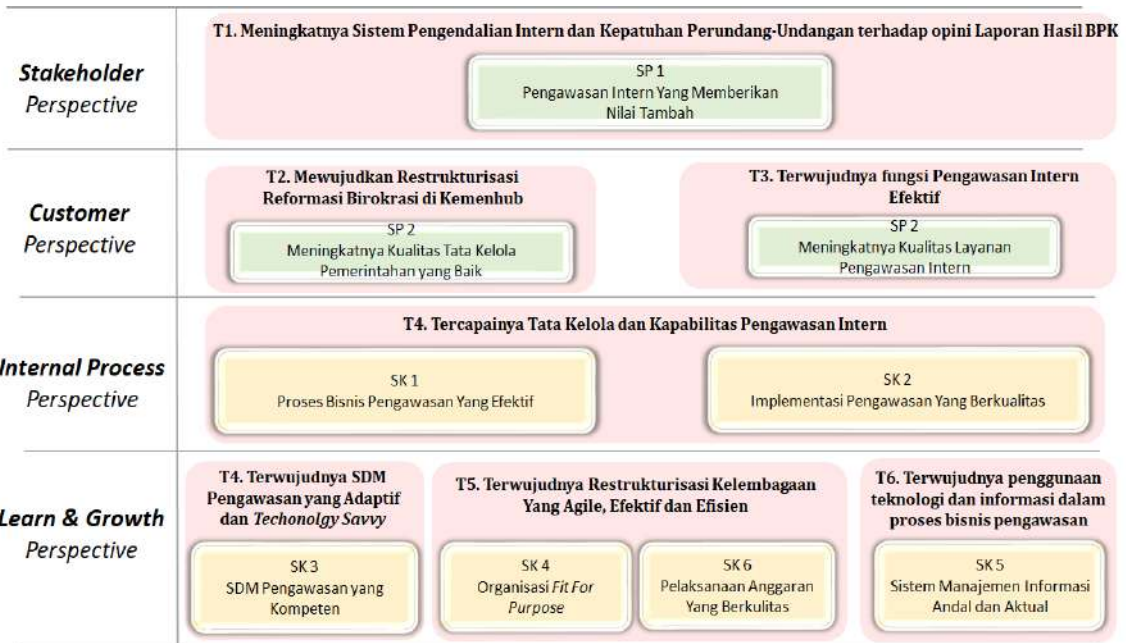 Stakeholder
Perspective
T1. Meningkatnya Sistem Pengendalian Intern dan Kepatuhan Perundang-Undangan terhadap opini Laporan Hasil BPK
SP 1
Pengawasan Intern Yang Memberikan
Nilai Tambah
Customer
Perspective
T2. Mewujudkan Restrukturisasi
Reformasi Birokrasi di Kemenhub
SP 2
Meningkatnya Kualitas Tata Kelola
Pemerintahan yang Baik
T3. Terwujudnya fungsi Pengawasan Intern
Efektif
SP 2
Meningkatnya Kualitas Layanan
Pengawasan Intern
Internal Process
Perspective
T4. Tercapainya Tata Kelola dan Kapabilitas Pengawasan Intern
SK 1
Proses Bisnis Pengawasan Yang Efektif
SK 2
Implementasi Pengawasan Yang Berkualitas
Learn & Growth
Perspective
T4. Terwujudnya SDM
Pengawasan yang Adaptif
dan Techonolgy Savvy
SK 3
SDM Pengawasan yang
Kompeten
T5. Terwujudnya Restrukturisasi Kelembagaan
Yang Agile, Efektif dan Efisien
SK 4
Organisasi Fit For
Purpose
SK 6
Pelaksanaan Anggaran
Yang Berkulitas
T6. Terwujudnya penggunaan
teknologi dan informasi dalam
proses bisnis pengawasan
SK 5
Sistem Manajemen Informasi
Andal dan Aktual